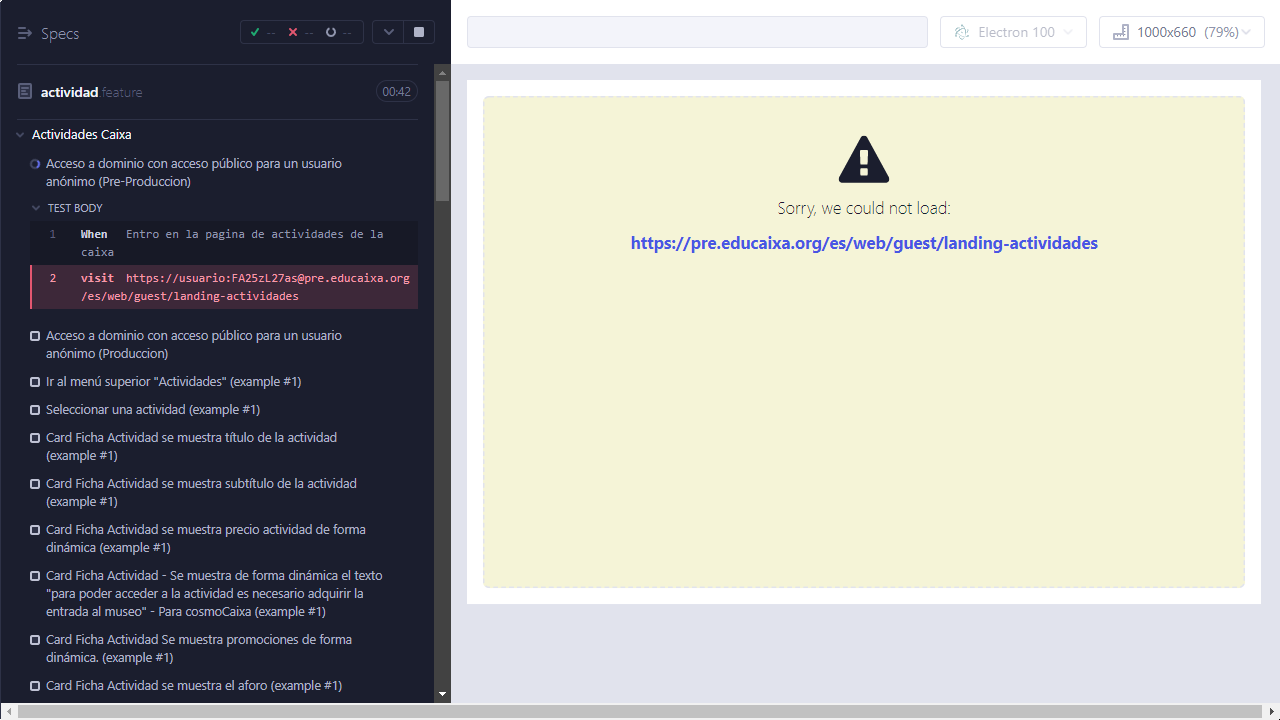 Specs
-- -- --
Electron 100
1000x660 (79%)
actividad.feature
00:42
Actividades Caixa
Acceso a dominio con acceso público para un usuario
anónimo (Pre-Produccion)
TEST BODY
1 When Entro en la pagina de actividades de la
caixa
2 visit https://usuario:FA25zL27as@pre.educaixa.org
/es/web/guest/landing-actividades
Acceso a dominio con acceso público para un usuario
anónimo (Produccion)
Ir al menú superior "Actividades" (example #1)
Seleccionar una actividad (example #1)
Card Ficha Actividad se muestra título de la actividad
(example #1)
Card Ficha Actividad se muestra subtítulo de la actividad
(example #1)
Card Ficha Actividad se muestra precio actividad de forma
dinámica (example #1)
Card Ficha Actividad - Se muestra de forma dinámica el texto
"para poder acceder a la actividad es necesario adquirir la
entrada al museo" - Para cosmoCaixa (example #1)
Card Ficha Actividad Se muestra promociones de forma
dinámica. (example #1)
Card Ficha Actividad se muestra el aforo (example #1)
Sorry, we could not load:
https://pre.educaixa.org/es/web/guest/landing-actividades